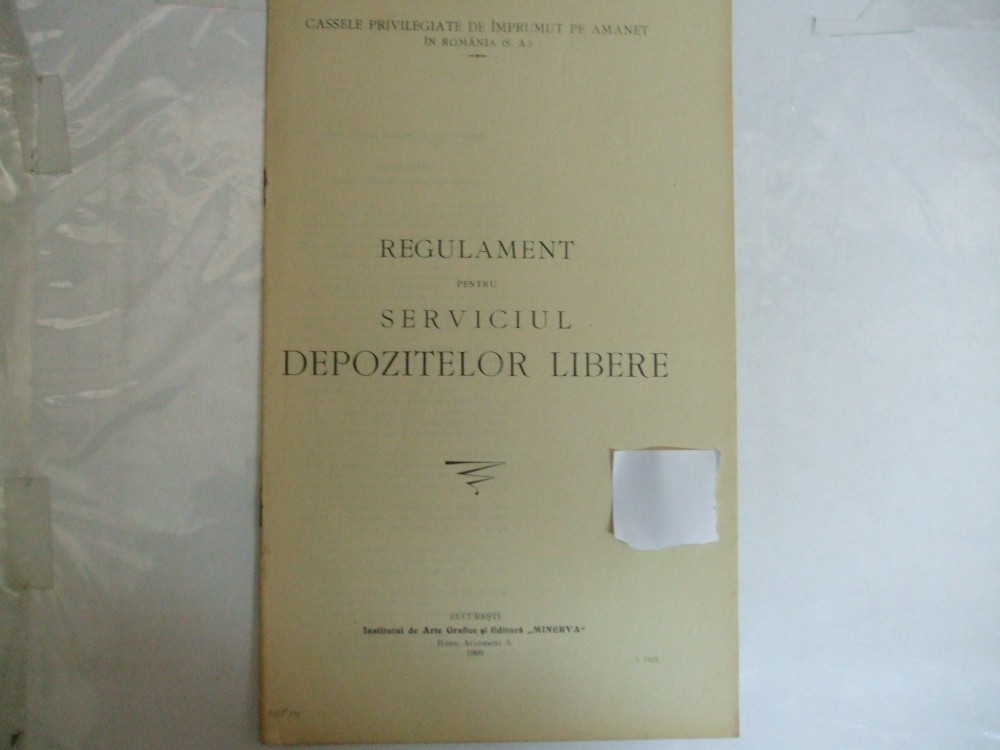 CASSELE PRIVILEGIATE DE ÎMPRUMUT PE AMANET
ÎN ROMÂNIA (S. A.)
REGULAMENT
PENTRU
SERVICIUL
DEPOZITELOR LIBERE
BUCUREȘTI
Institutul de Arte Grafice și Editură „MINERVA“